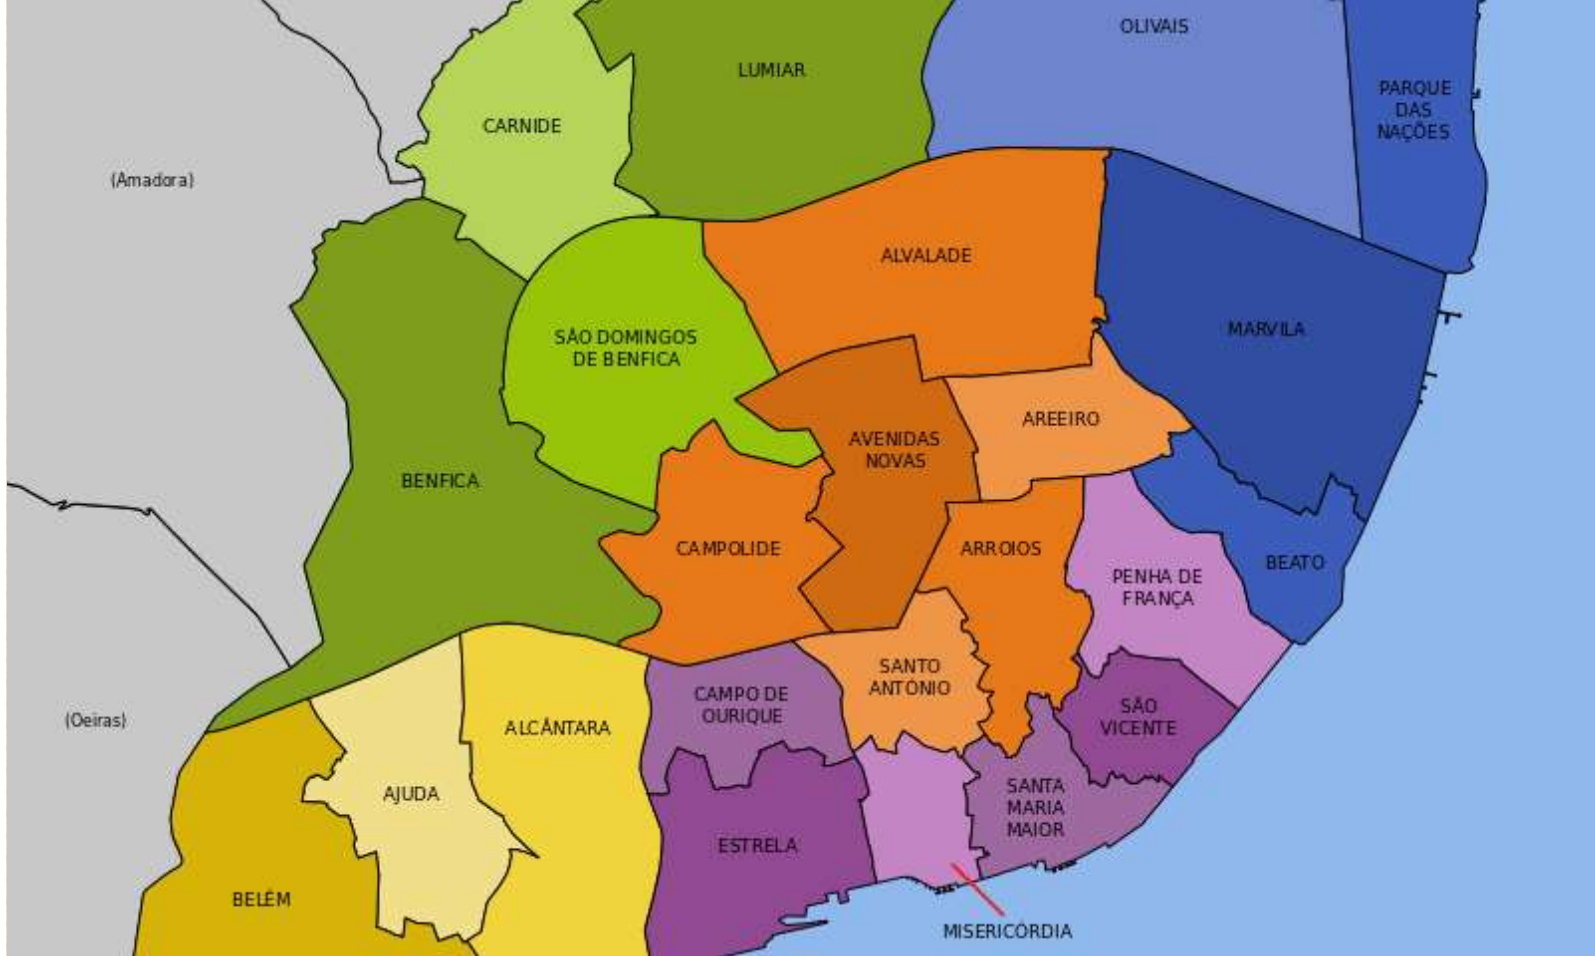 OLIVAIS
LUMIAR
PARQUE
DAS
NAÇÕES
CARNIDE
(Amadora)
ALVALADE
MARVILA
SÃO DOMINGOS
DE BENFICA
AREEIRO
AVENIDAS
NOVAS
BENFICA
CAMPOLIDE
ARROIOS
BEATO
PENHA DE
FRANÇA
SANTO
ANTÓNIO
CAMPO DE
OURIQUE
SÃO
VICENTE
(Oeiras)
ALCÂNTARA
AJUDA
SANTA
MARIA
MAIOR
ESTRELA
BELÉM
MISERICÓRDIA